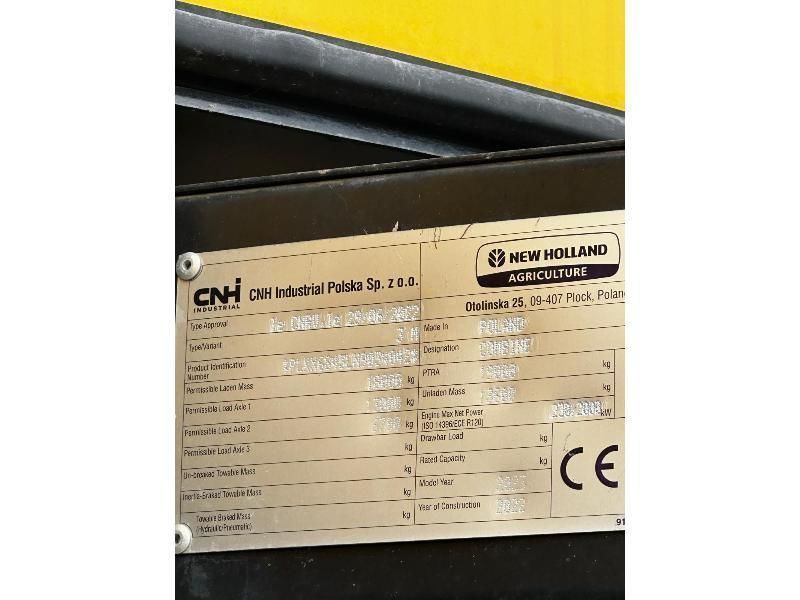 CNH
INDUSTRIAL
CNH Industrial Polska Sp. z o.o.
NEW HOLLAND
AGRICULTURE
Otolinska 25, 09-407 Plock, Polan
Type Approval
Made In POLAND
Type/Variant
Designation COMBINE
Product Identification
Number
PTRA kg
Permissible Laden Mass kg
Unladen Mass kg
Permissible Load Axle 1 kg
Engine Max Net Power
(ISO 14396/ECE R120) kW
Permissible Load Axle 2 kg
Drawbar Load kg
Permissible Load Axle 3 kg
Rated Capacity kg
Un-braked Towable Mass kg
Model Year
Inertia-Braked Towable Mass kg
Year of Construction 2022
Towable Braked Mass
(Hydraulic/Pneumatic) kg
CE
91